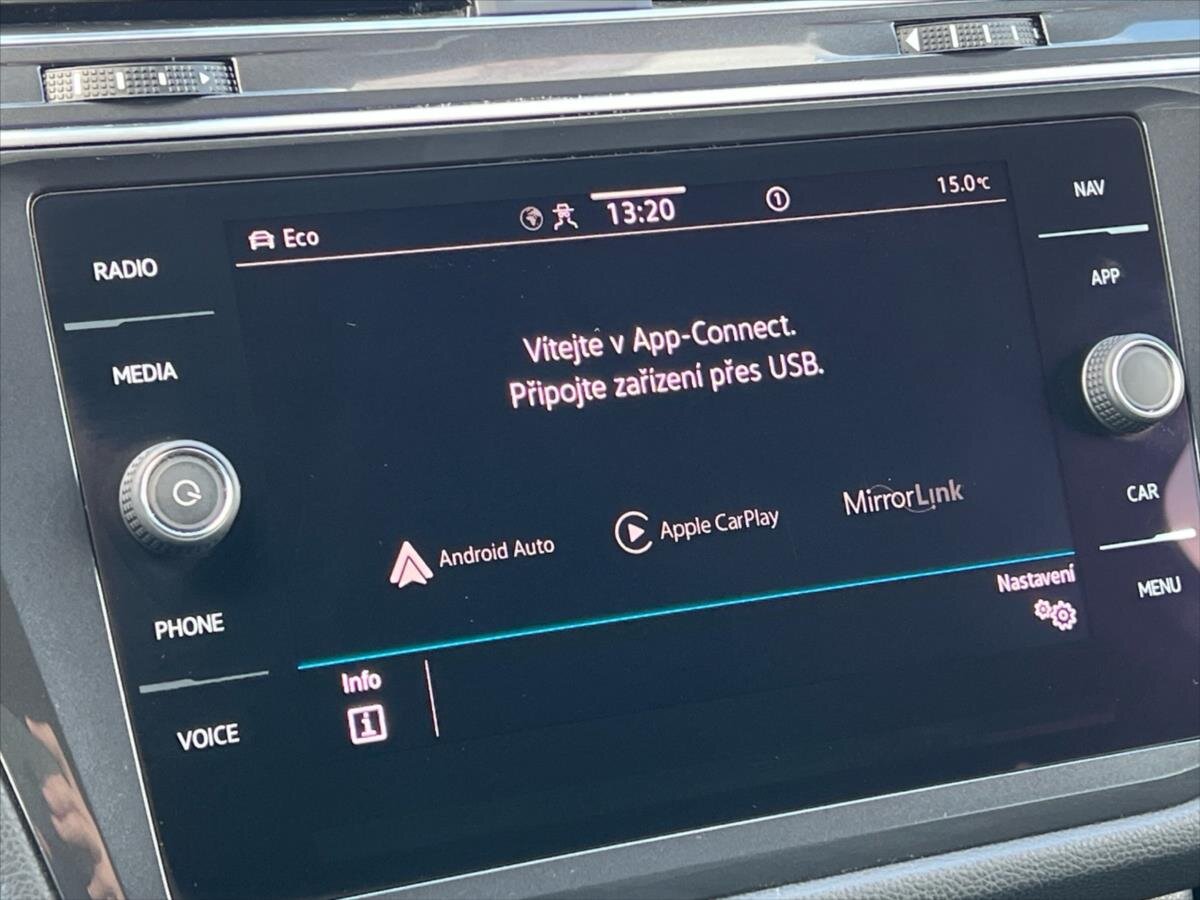 Eco
13:20
1
15.0°C
NAV
RADIO
APP
MEDIA
Vítejte v App-Connect.
Připojte zařízení přes USB.
Android Auto
Apple CarPlay
MirrorLink
CAR
Nastavení
MENU
PHONE
Info
i
VOICE